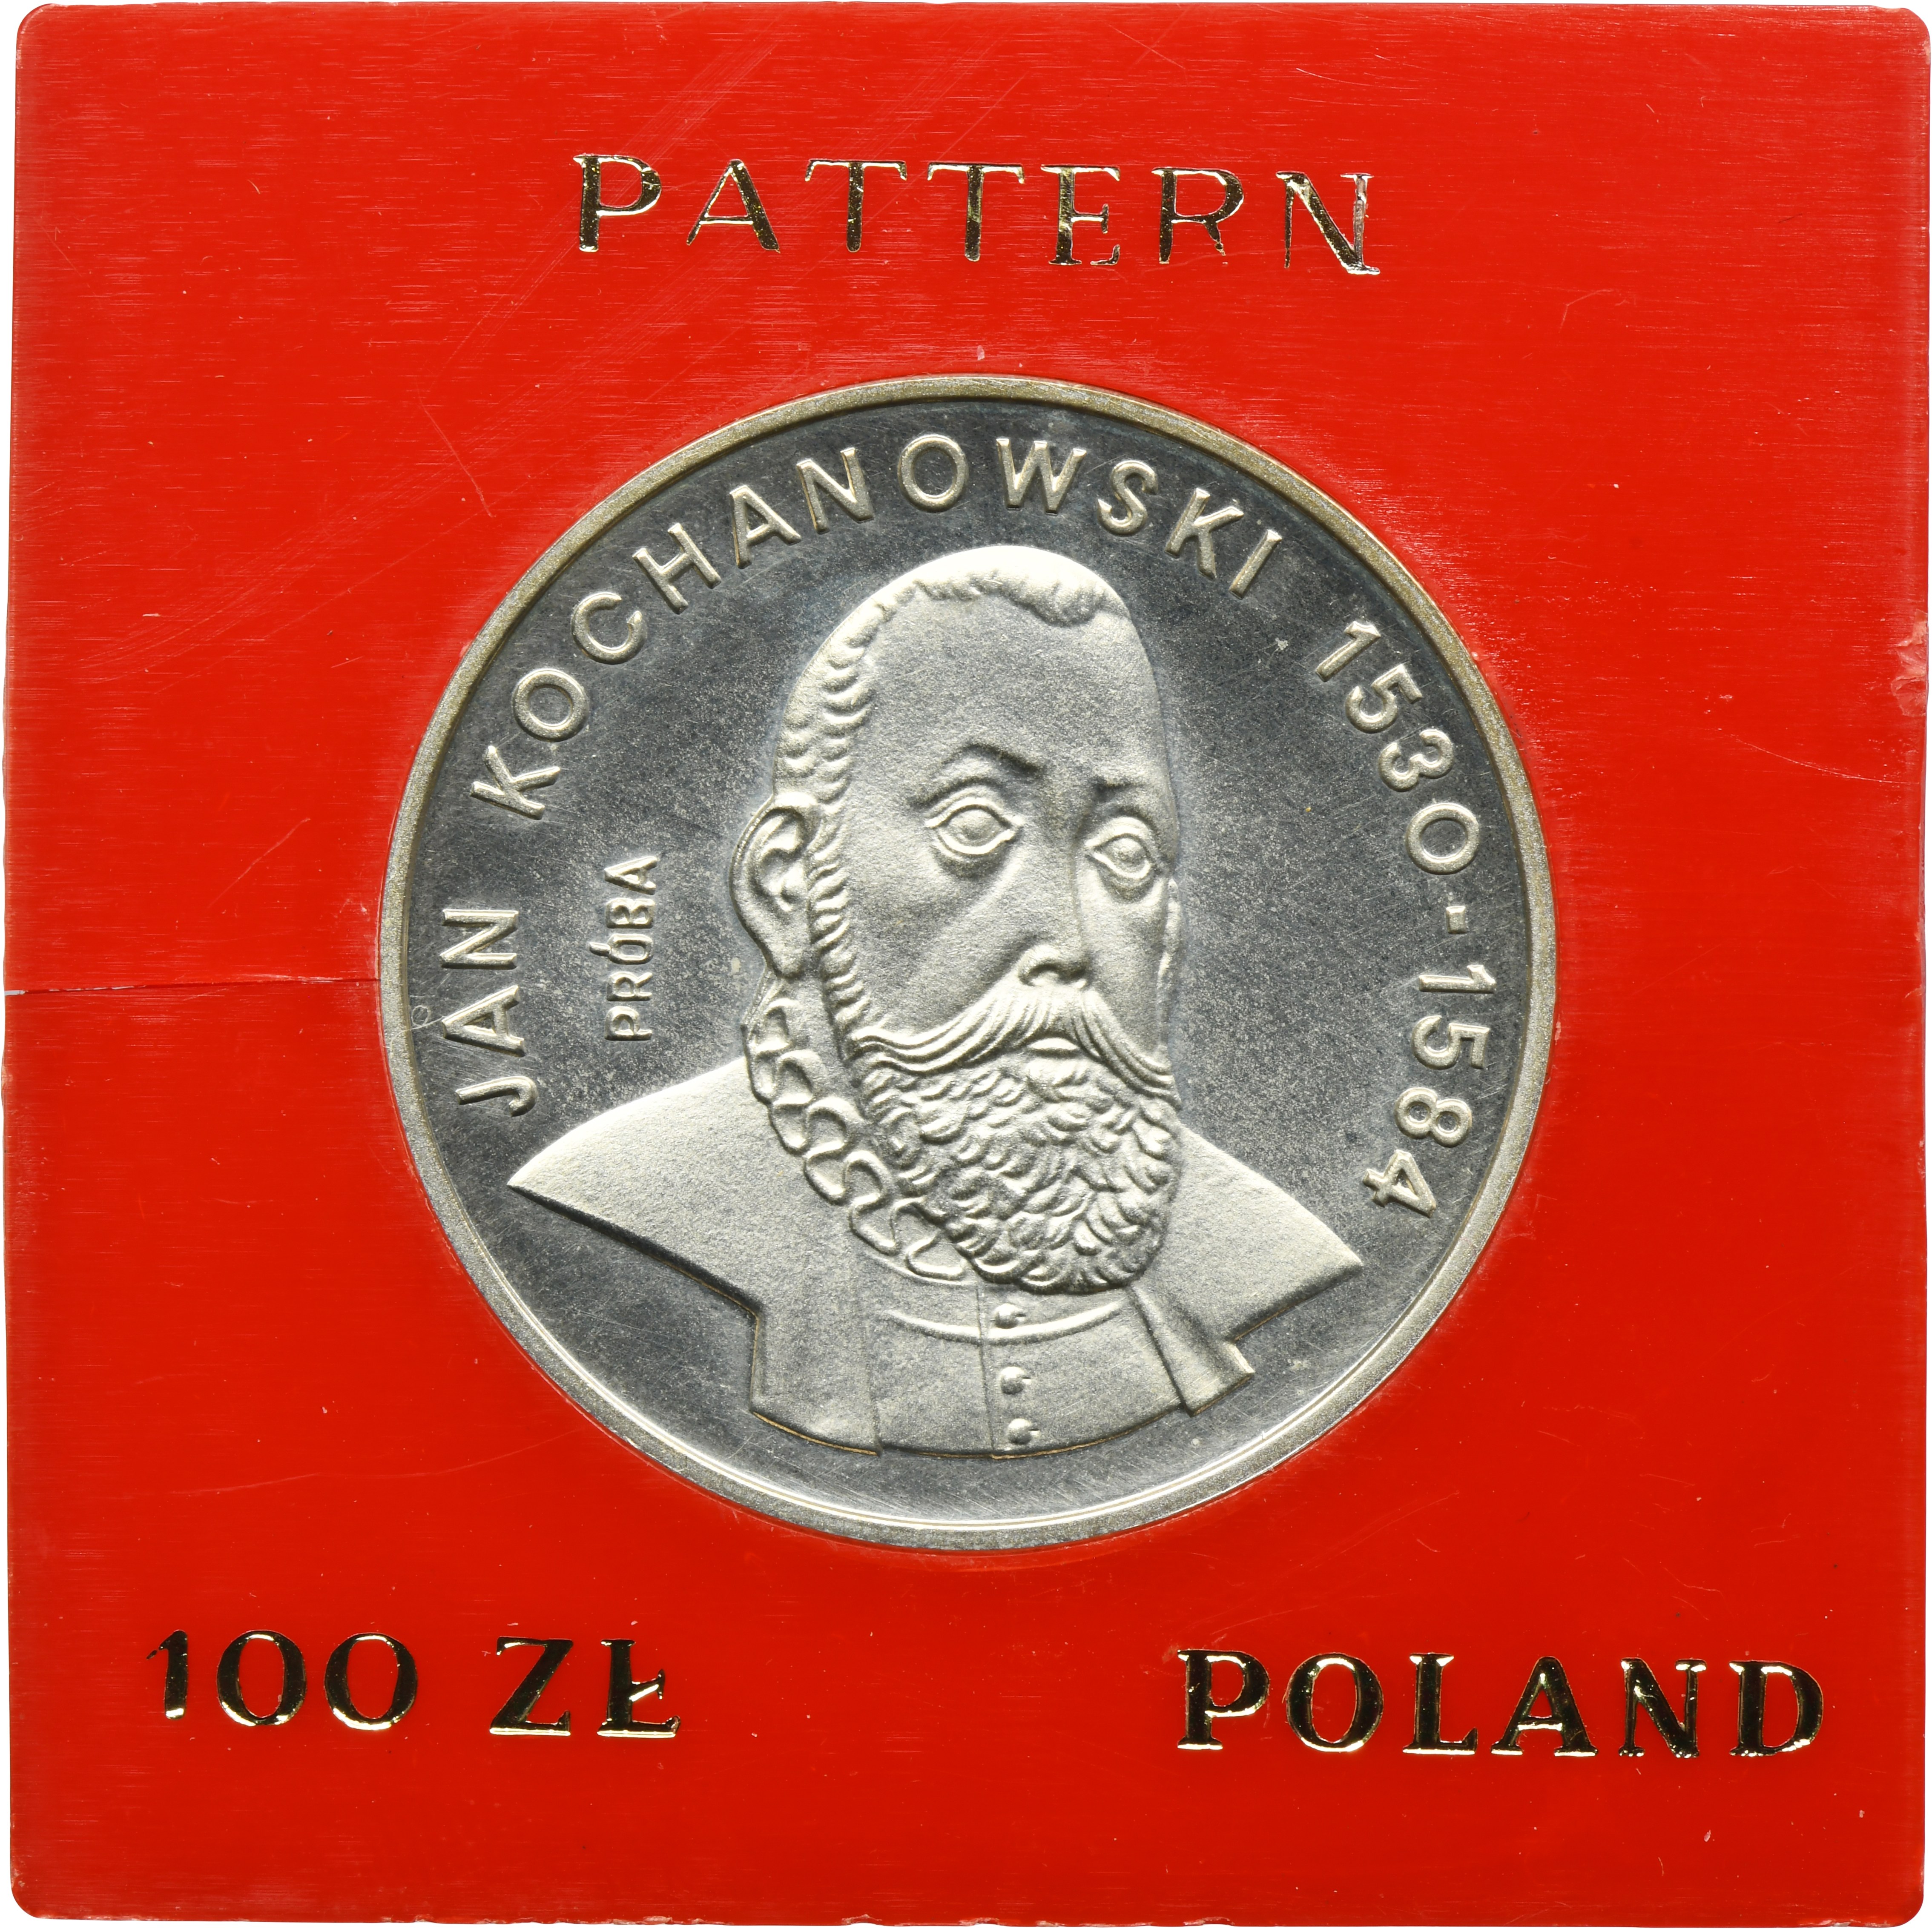 PATTERN
JAN KOCHANOWSKI 1530-1584
PRÓBA
100 ZŁ
POLAND